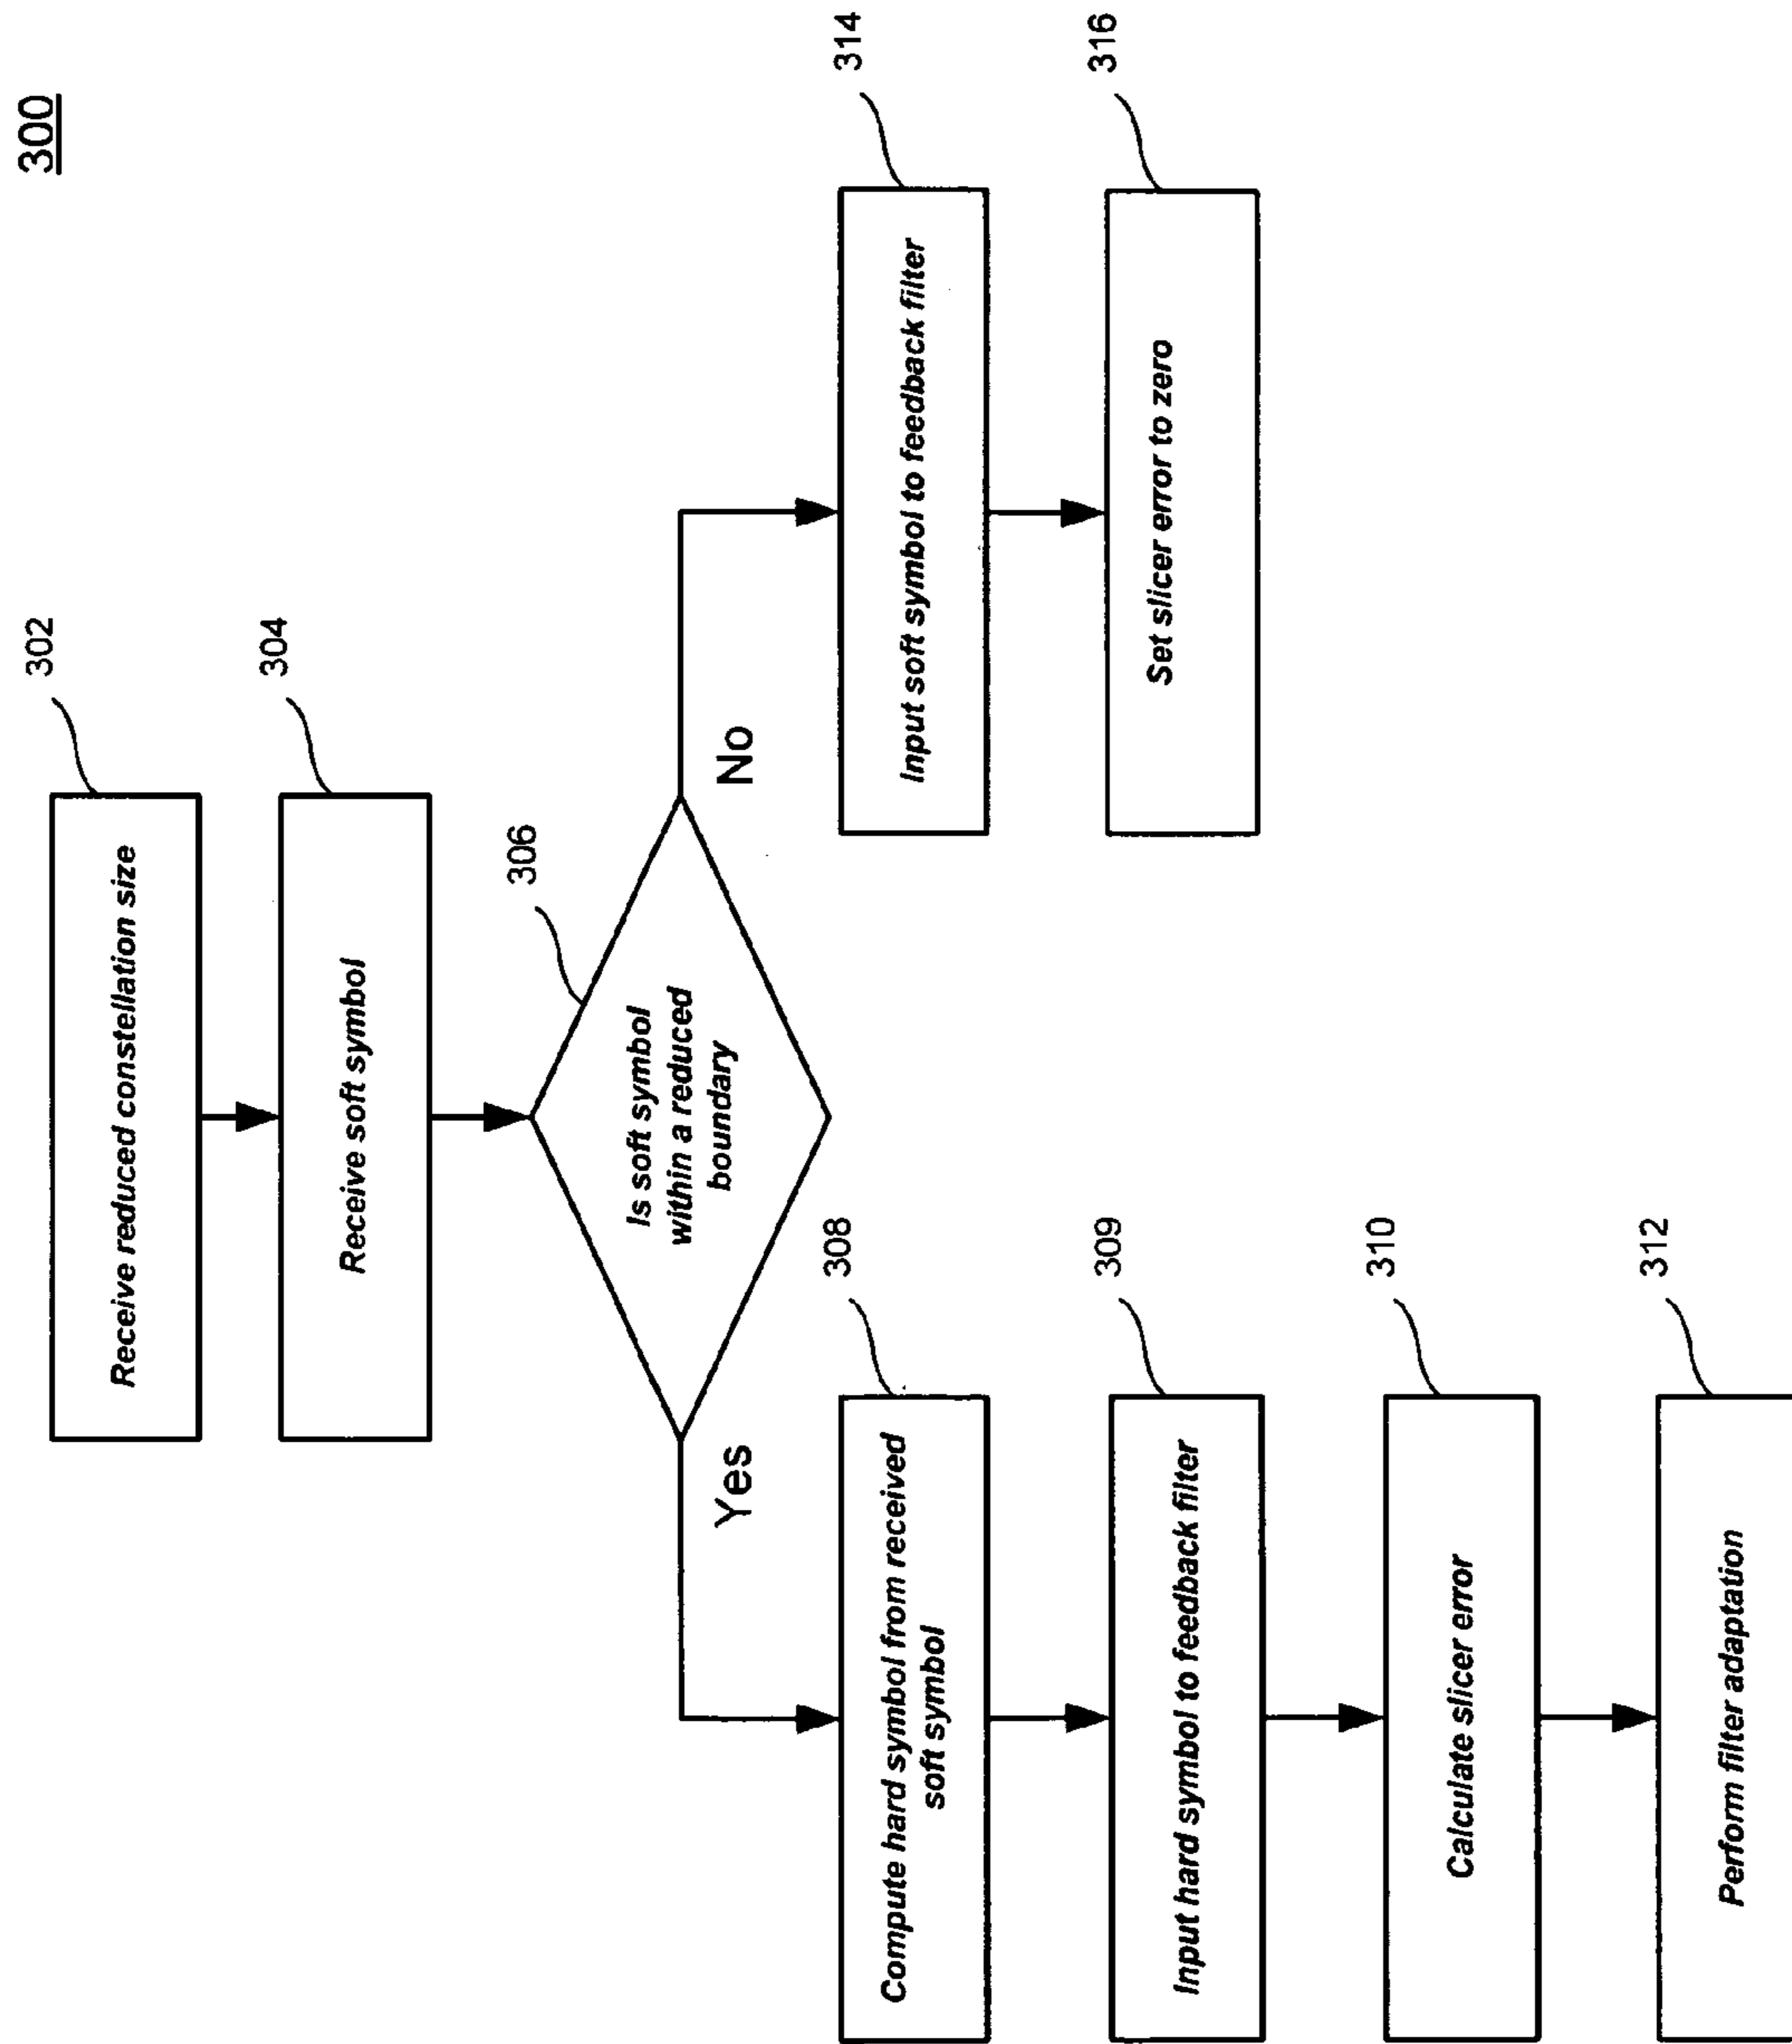 300
302
Receive reduced constellation size
304
Receive soft symbol
306
Is soft symbol
within a reduced
boundary
Yes
No
308
Compute hard symbol from received
soft symbol
309
Input hard symbol to feedback filter
310
Calculate slicer error
312
Perform filter adaptation
314
Input soft symbol to feedback filter
316
Set slicer error to zero